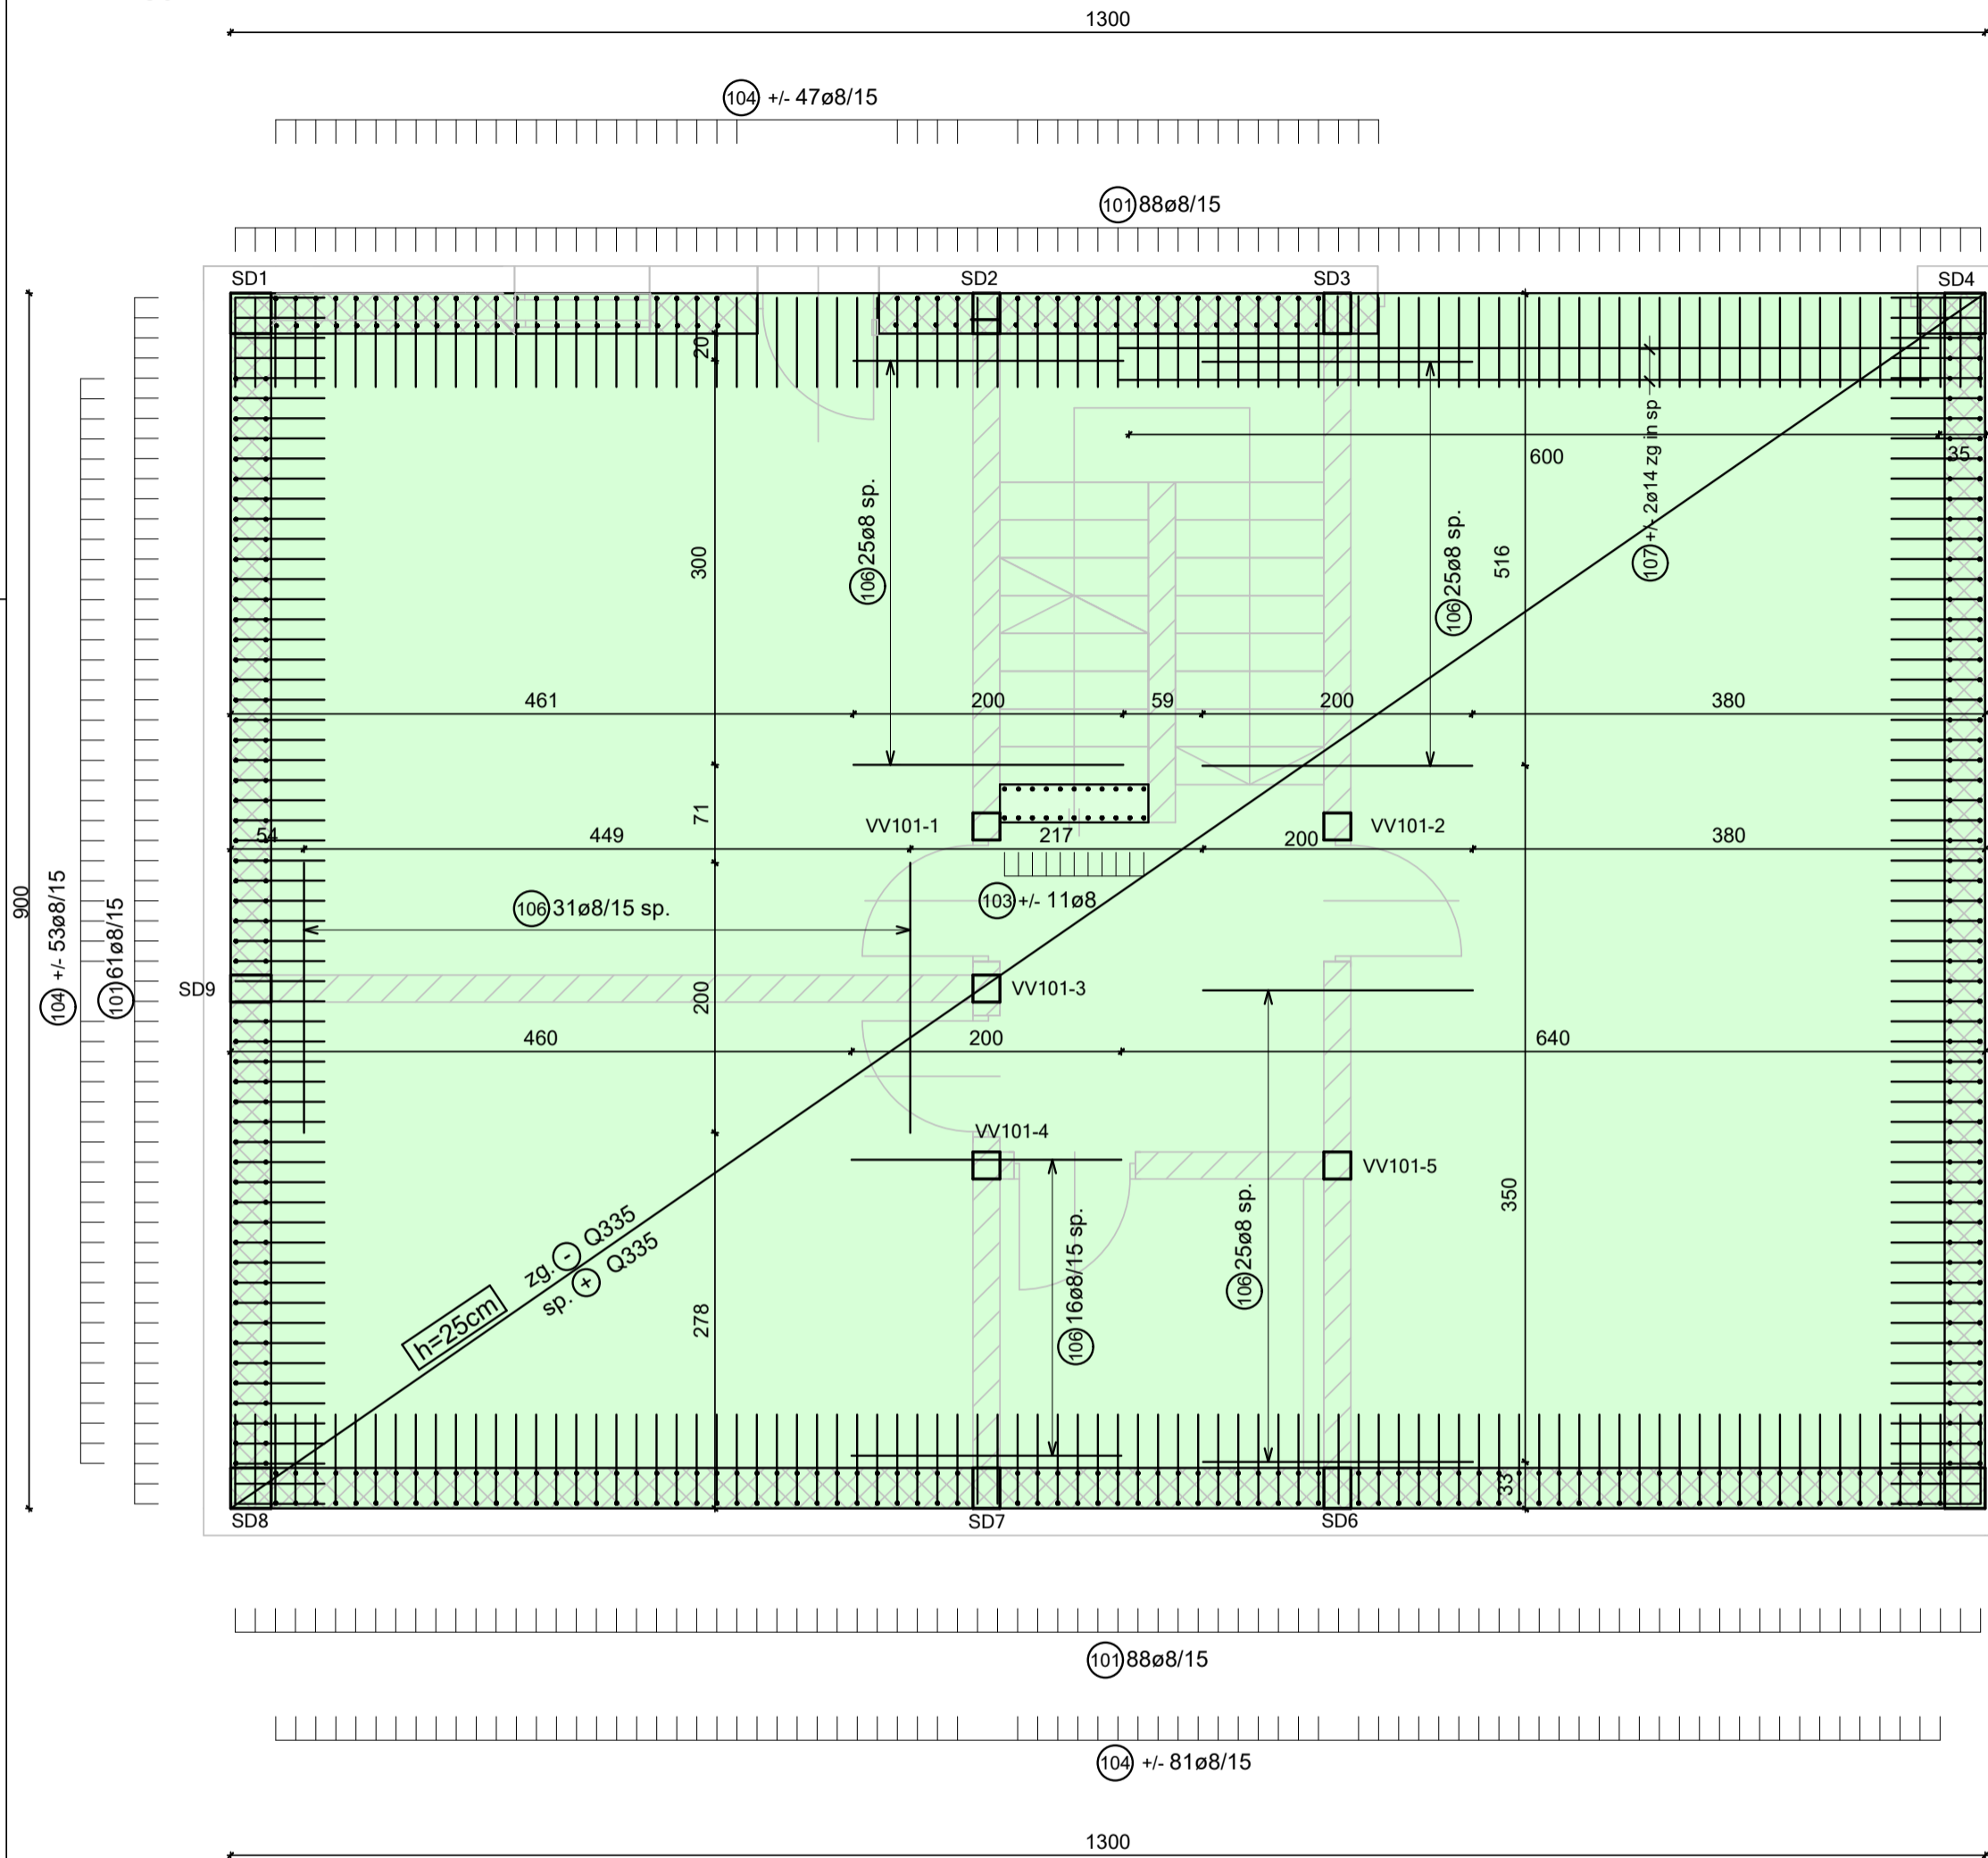 1300
104 +/- 47ø8/15
101 88ø8/15
SD1 SD2 SD3 SD4
20
600
35
107 +/- 2ø14 zg in sp
300
106 25ø8 sp.
106 25ø8 sp.
516
461 200 59 200 380
71
VV101-1
VV101-2
54 449 217 200 380
900
104 +/- 53ø8/15
101 61ø8/15
106 31ø8/15 sp.
103 +/- 11ø8
SD9
200
VV101-3
460 200 640
VV101-4
VV101-5
106 16ø8/15 sp.
106 25ø8 sp.
350
h=25cm
zg. - Q335
sp. + Q335
278
33
SD8 SD7 SD6
101 88ø8/15
104 +/- 81ø8/15
1300